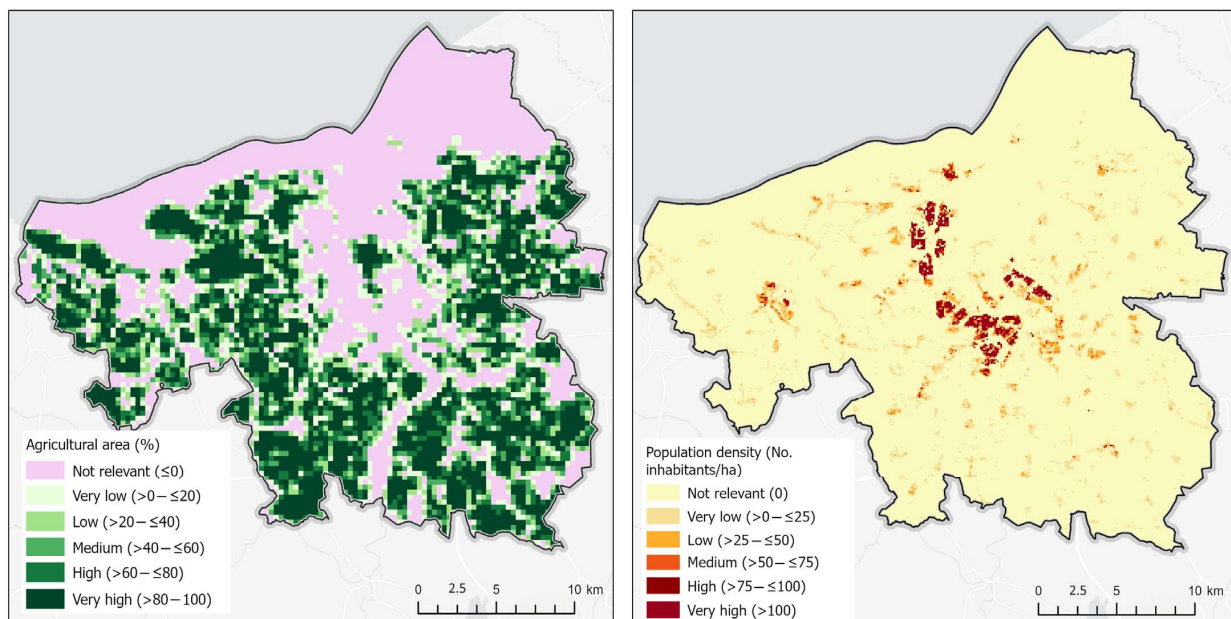 Agricultural area (%)
Not relevant (≤0)
Very low (>0−≤20)
Low (>20−≤40)
Medium (>40−≤60)
High (>60−≤80)
Very high (>80−100)
0 2.5 5 10 km
Population density (No.
inhabitants/ha)
Not relevant (0)
Very low (>0−≤25)
Low (>25−≤50)
Medium (>50−≤75)
High (>75−≤100)
Very high (>100)
0 2.5 5 10 km